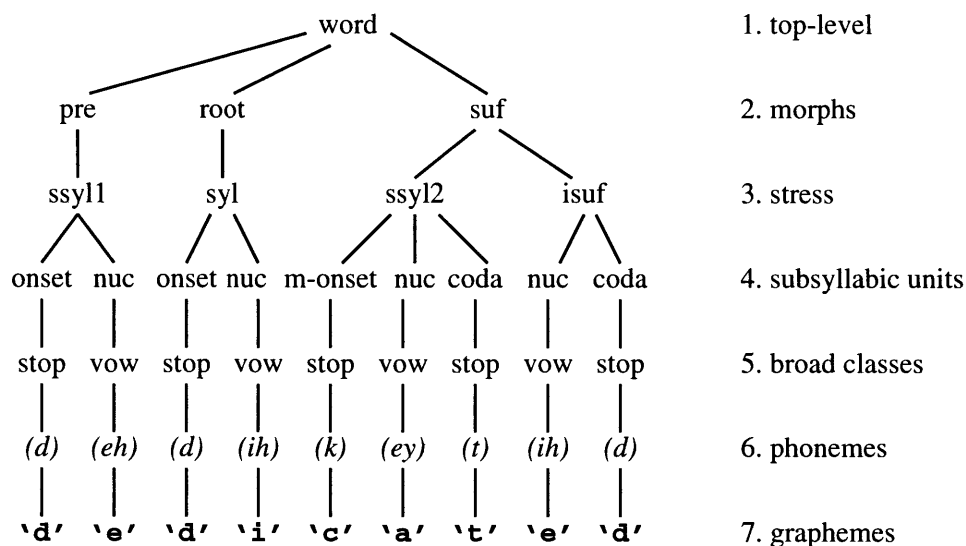 word 1. top-level
pre root suf 2. morphs
ssyl1 syl ssyl2 isuf 3. stress
onset nuc onset nuc m-onset nuc coda nuc coda 4. subsyllabic units
stop vow stop vow stop vow stop vow stop 5. broad classes
(d) (eh) (d) (ih) (k) (ey) (t) (ih) (d) 6. phonemes
‘d’ ‘e’ ‘d’ ‘i’ ‘c’ ‘a’ ‘t’ ‘e’ ‘d’ 7. graphemes